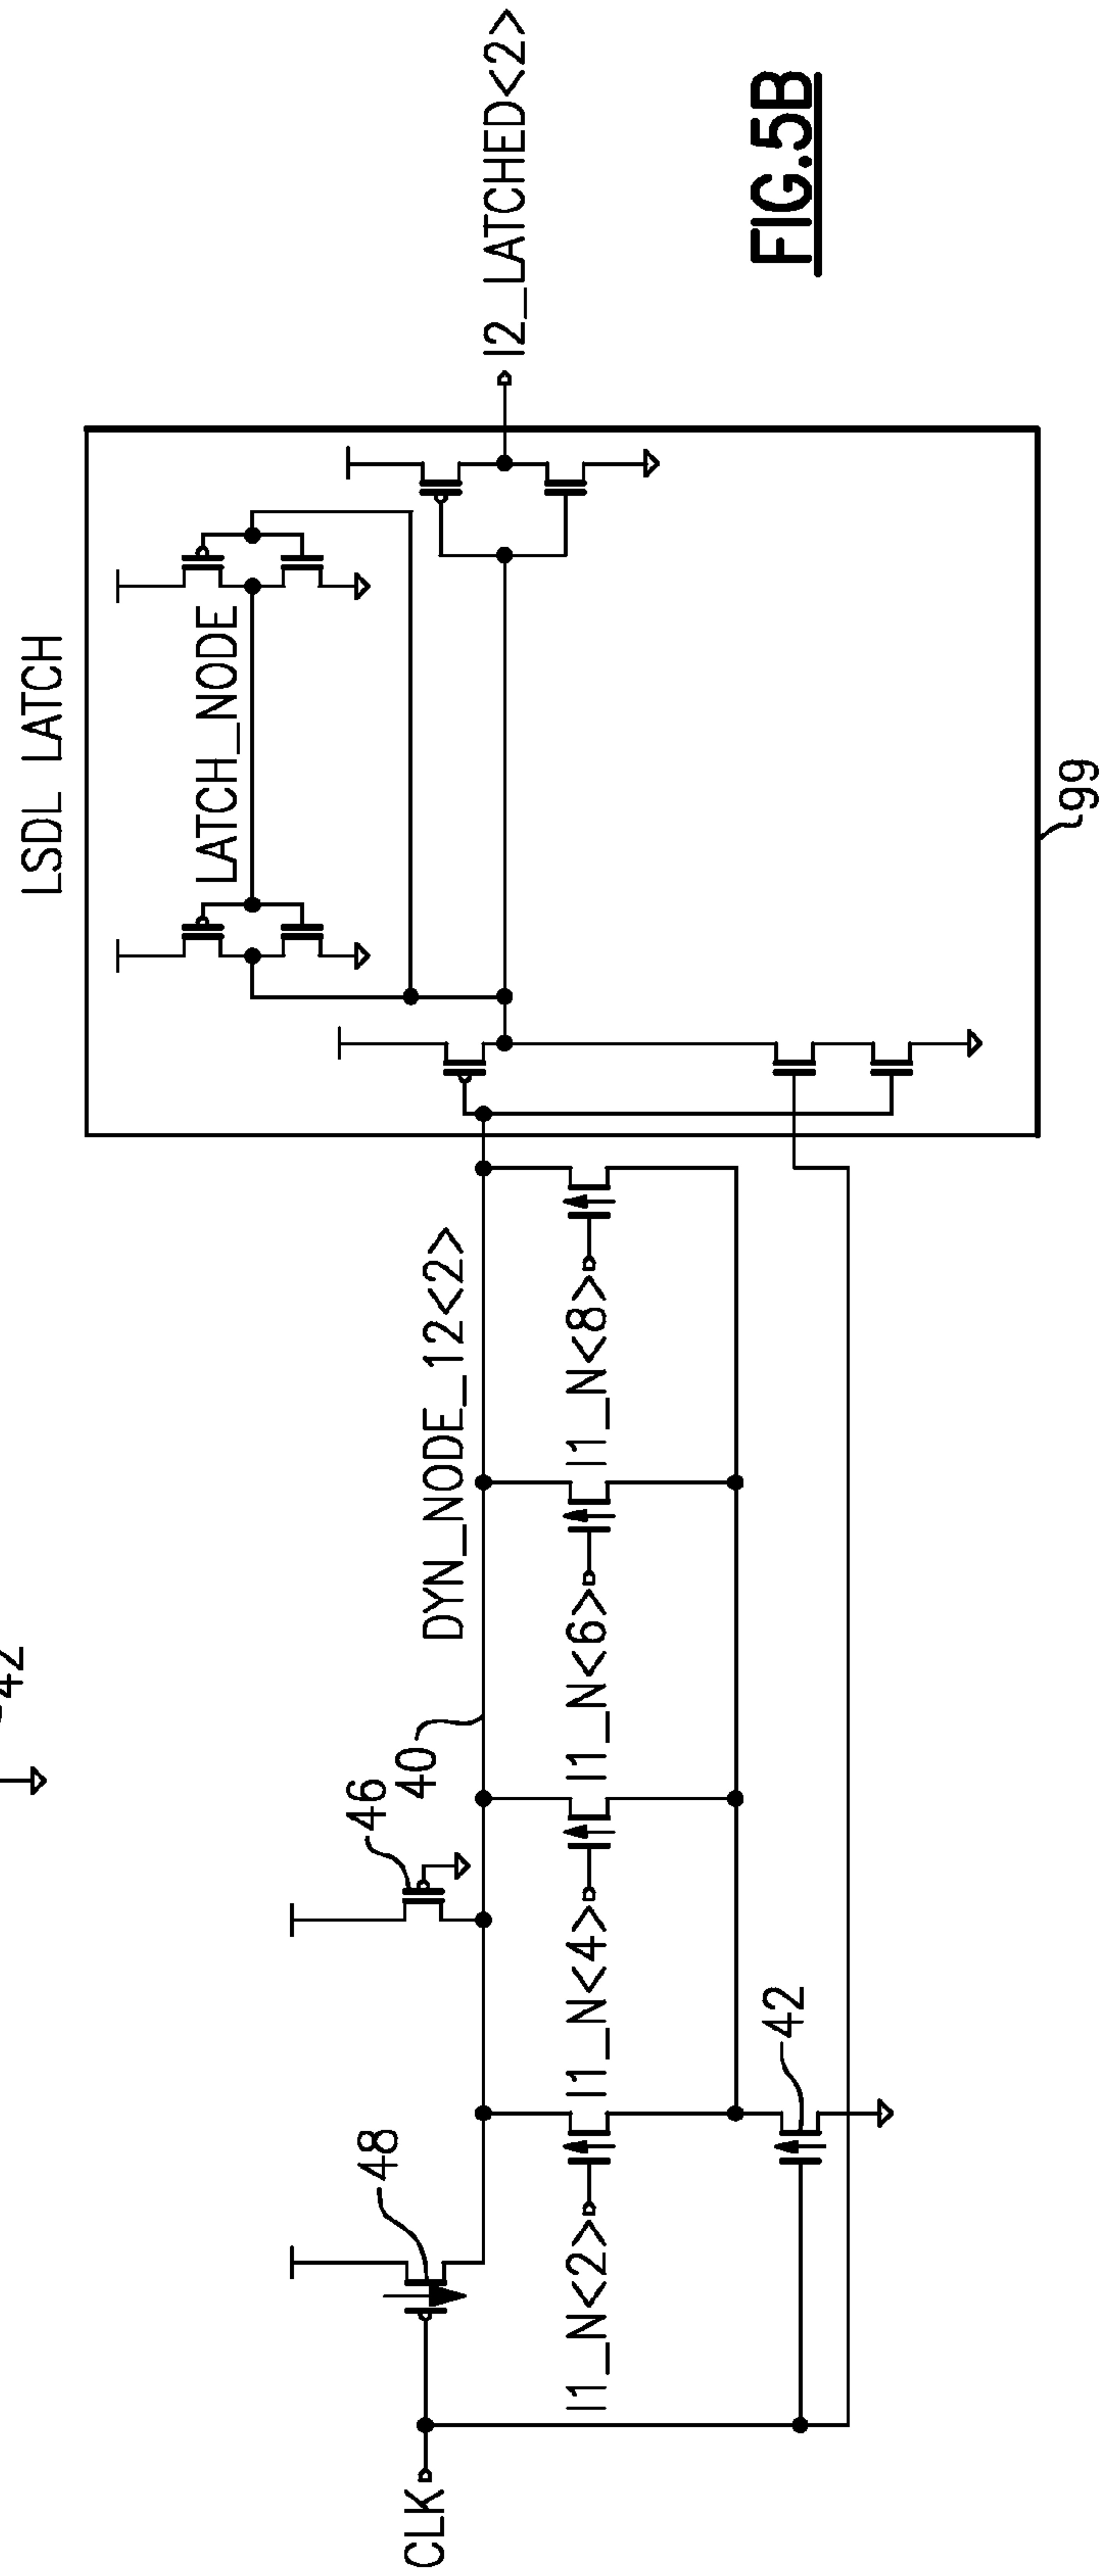 LSDL LATCH
LATCH_NODE
I2_LATCHED<2>
99
DYN_NODE_12<2>
46
40
48
42
I1_N<2>
I1_N<4>
I1_N<6>
I1_N<8>
CLK
42
FIG.5B